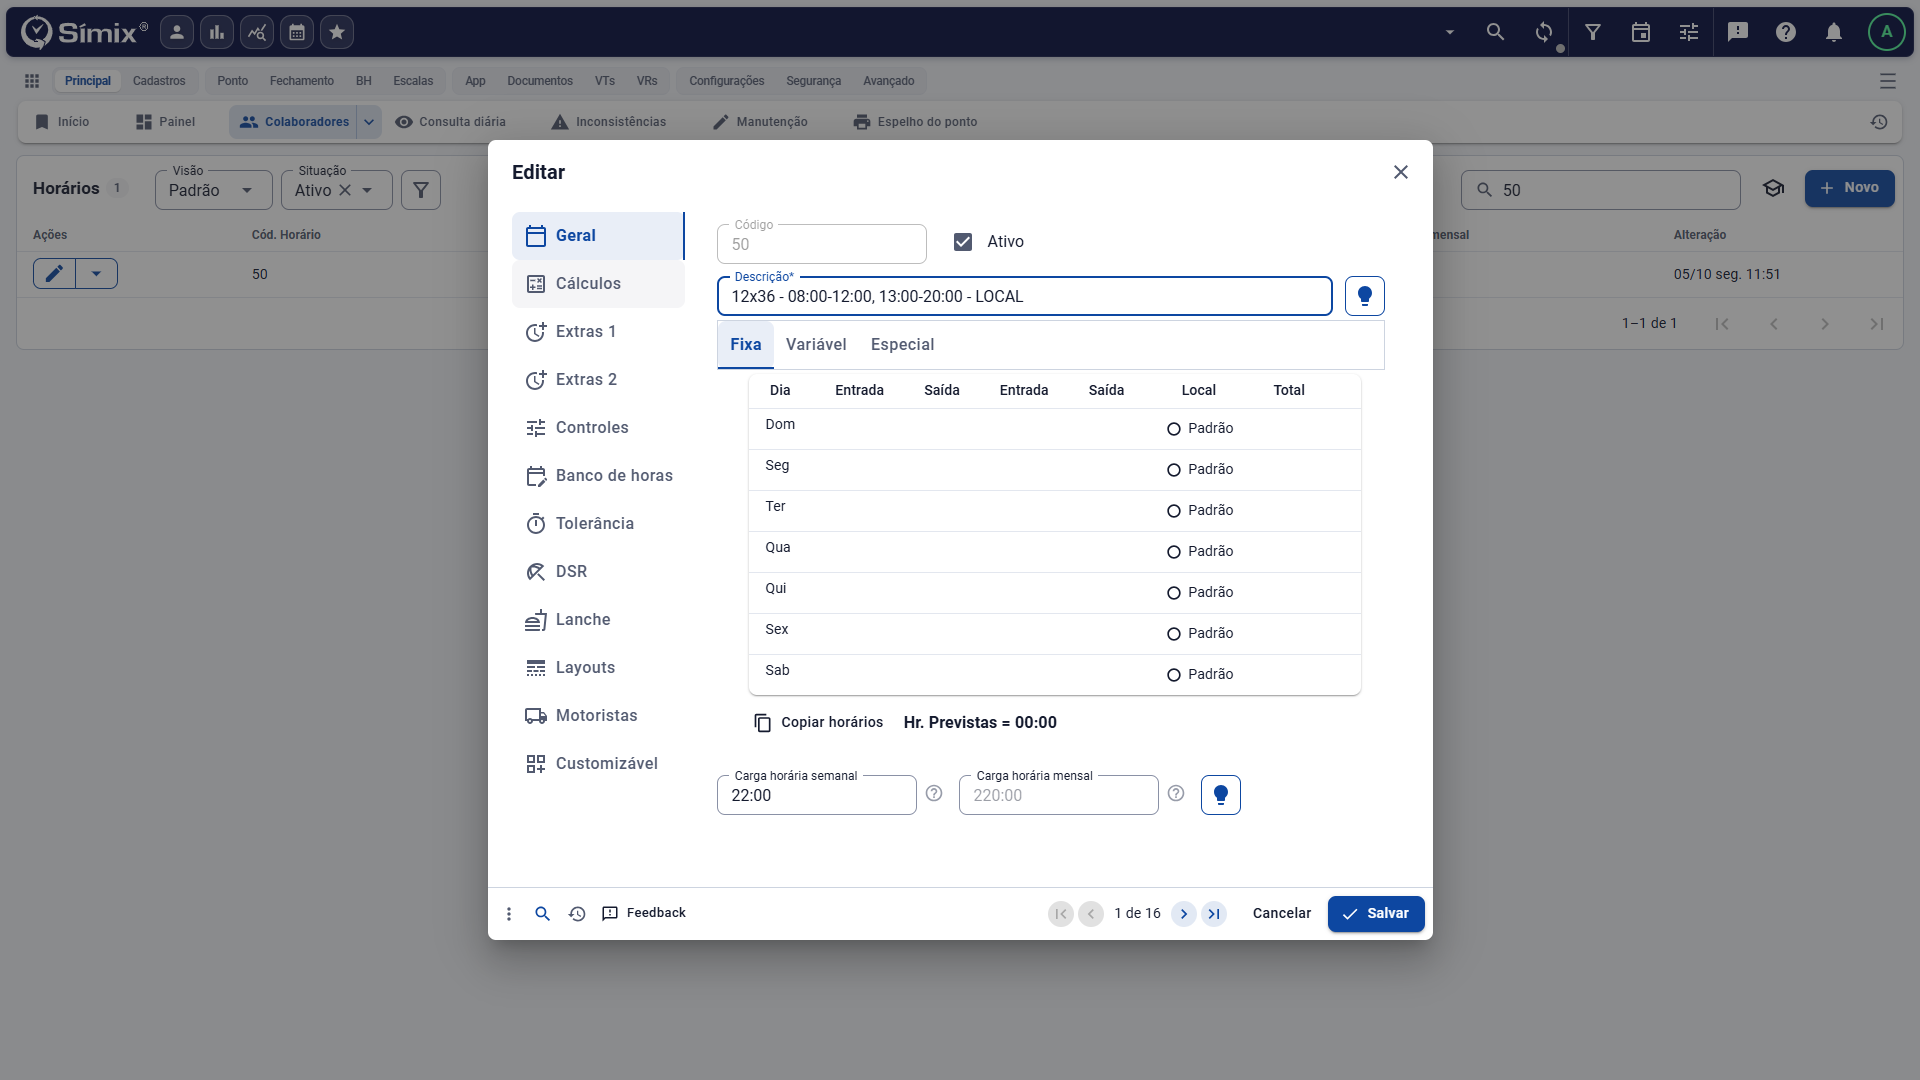 Símix®
A
Principal Cadastros Ponto Fechamento BH Escalas App Documentos VTs VRs Configurações Segurança Avançado
Início Painel Colaboradores Consulta diária Inconsistências Manutenção Espelho do ponto
Horários 1 Visão Padrão Situação Ativo 50 Novo
Ações Cód. Horário mensal Alteração
50 05/10 seg. 11:51
1–1 de 1
Editar
Geral
Cálculos
Extras 1
Extras 2
Controles
Banco de horas
Tolerância
DSR
Lanche
Layouts
Motoristas
Customizável
Código
50
Ativo
Descrição*
12x36 - 08:00-12:00, 13:00-20:00 - LOCAL
Fixa Variável Especial
Dia Entrada Saída Entrada Saída Local Total
Dom Padrão
Seg Padrão
Ter Padrão
Qua Padrão
Qui Padrão
Sex Padrão
Sab Padrão
Copiar horários Hr. Previstas = 00:00
Carga horária semanal Carga horária mensal
22:00 220:00
Feedback 1 de 16 Cancelar Salvar